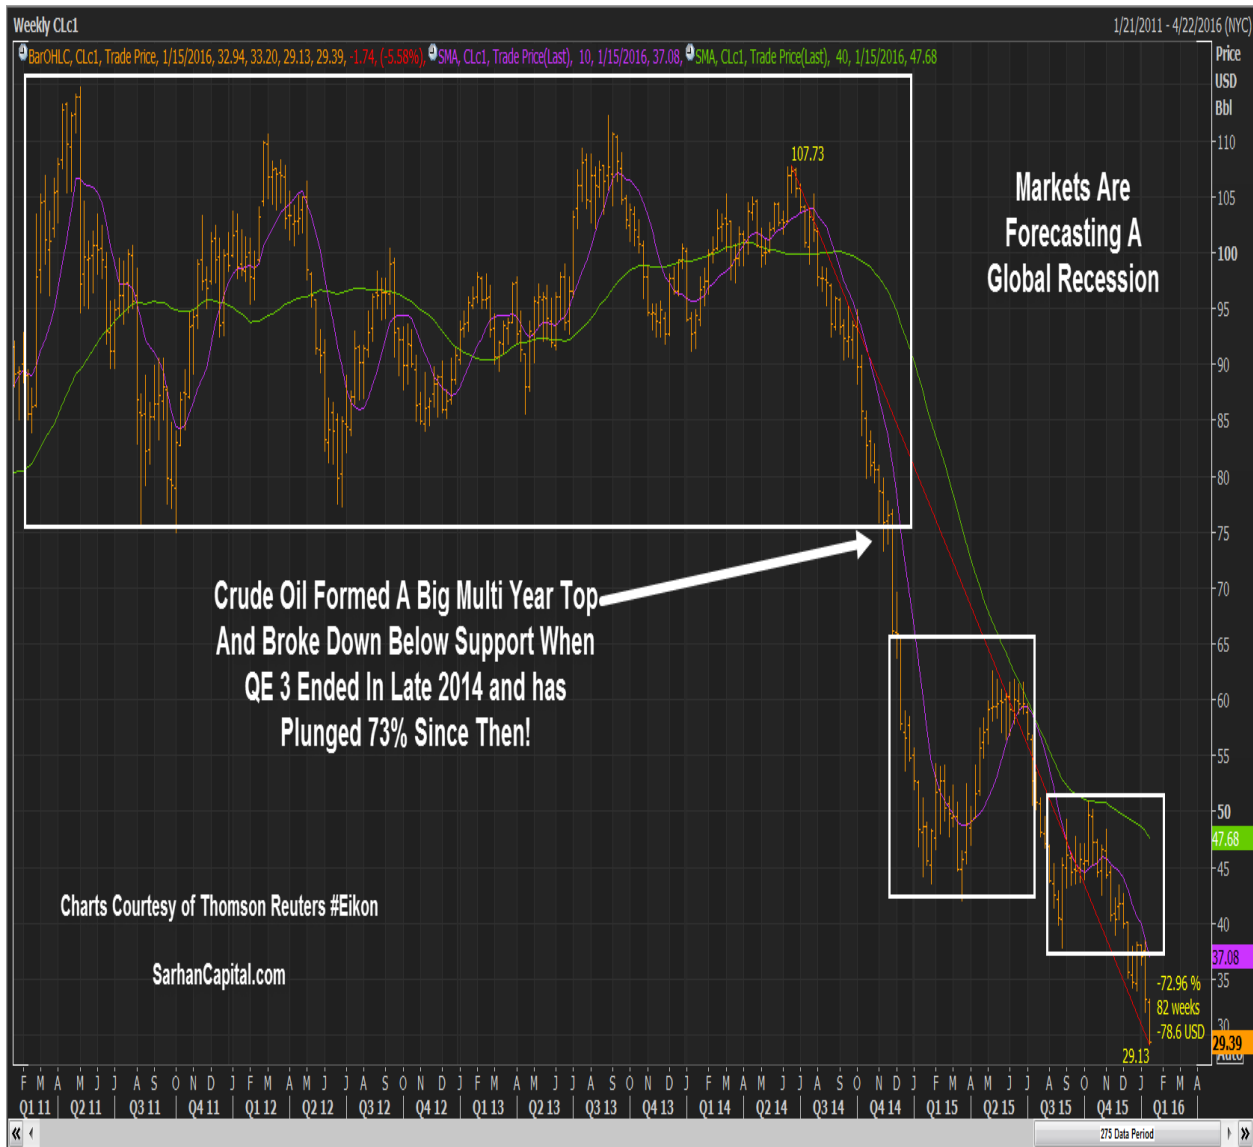 Weekly CLc1
1/21/2011 - 4/22/2016 (NYC)
BarOHLC, CLc1, Trade Price, 1/15/2016, 32.94, 33.20, 29.13, 29.39, -1.74, (-5.58%), SMA, CLc1, Trade Price(Last), 10, 1/15/2016, 37.08, SMA, CLc1, Trade Price(Last), 40, 1/15/2016, 47.68
Price
USD
Bbl
110
105
100
95
90
85
80
75
70
65
60
55
50
47.68
45
40
37.08
35
30
29.39
Auto
107.73
Markets Are
Forecasting A
Global Recession
Crude Oil Formed A Big Multi Year Top
And Broke Down Below Support When
QE 3 Ended In Late 2014 and has
Plunged 73% Since Then!
Charts Courtesy of Thomson Reuters #Eikon
SarhanCapital.com
-72.96 %
82 weeks
-78.6 USD
29.13
F M A M J J A S O N D J F M A M J J A S O N D J F M A M J J A S O N D J F M A M J J A S O N D J F M A M J J A S O N D J F M A
Q1 11 Q2 11 Q3 11 Q4 11 Q1 12 Q2 12 Q3 12 Q4 12 Q1 13 Q2 13 Q3 13 Q4 13 Q1 14 Q2 14 Q3 14 Q4 14 Q1 15 Q2 15 Q3 15 Q4 15 Q1 16
275 Data Period